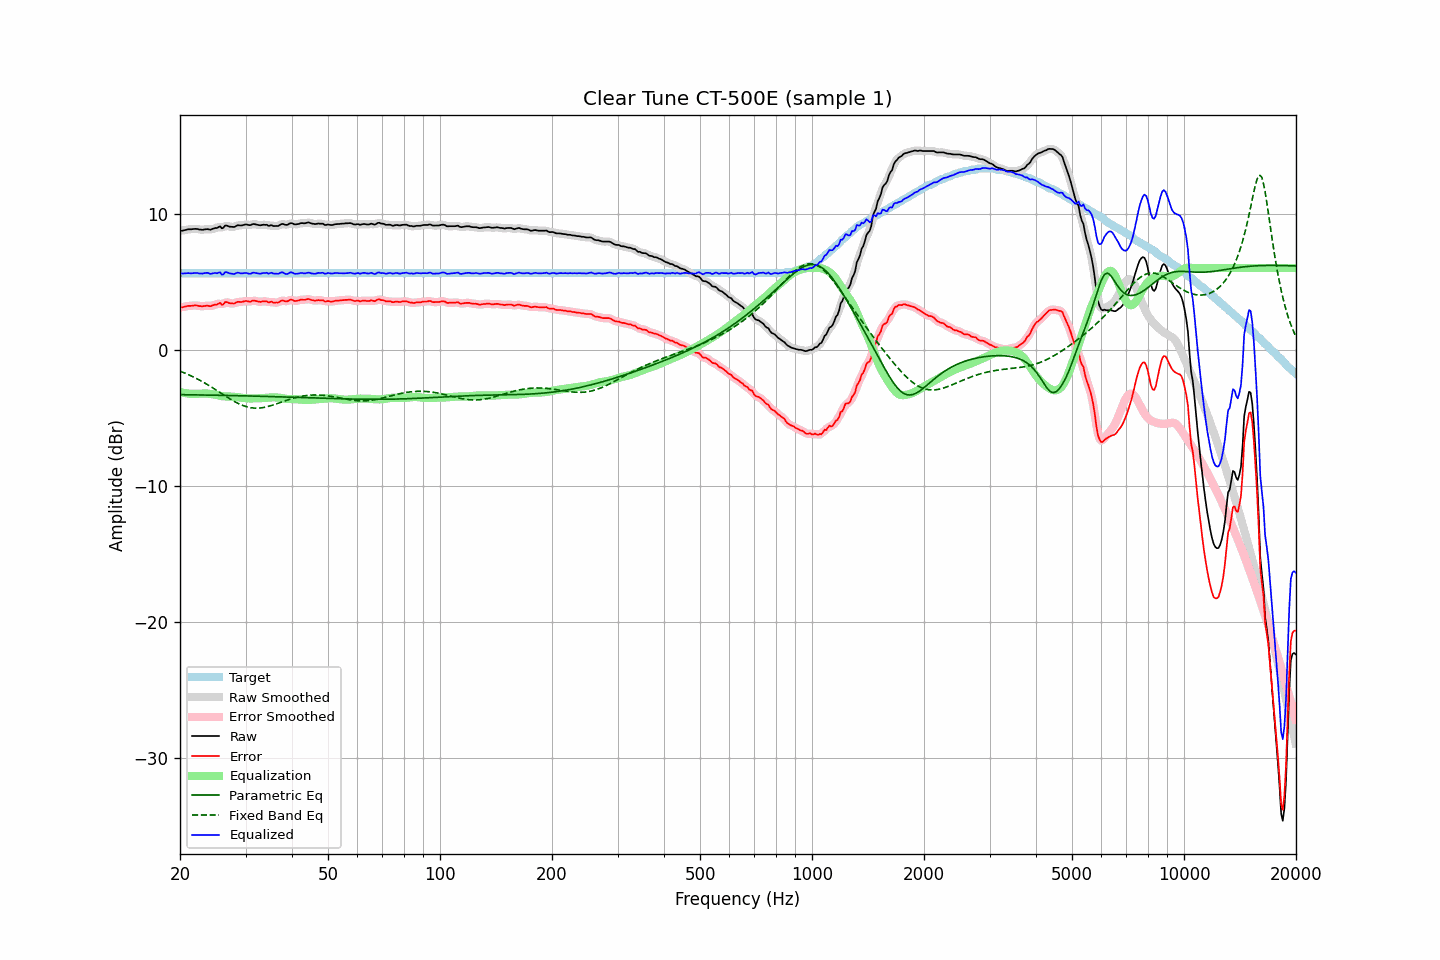 Clear Tune CT-500E (sample 1)
Amplitude (dBr)
10
0
−10
−20
−30
Target
Raw Smoothed
Error Smoothed
Raw
Error
Equalization
Parametric Eq
Fixed Band Eq
Equalized
20
50
100
200
500
1000
2000
5000
10000
20000
Frequency (Hz)